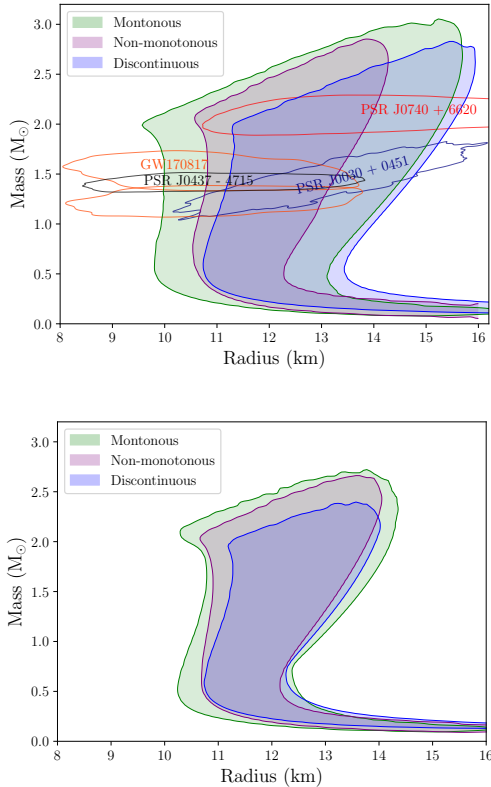 Montonous
Non-monotonous
Discontinuous
PSR J0740 + 6620
GW170817
PSR J0437 - 4715
PSR J0030 + 0451
Mass (M⊙)
3.0
2.5
2.0
1.5
1.0
0.5
0.0
8 9 10 11 12 13 14 15 16
Radius (km)
Montonous
Non-monotonous
Discontinuous
Mass (M⊙)
3.0
2.5
2.0
1.5
1.0
0.5
0.0
8 9 10 11 12 13 14 15 16
Radius (km)